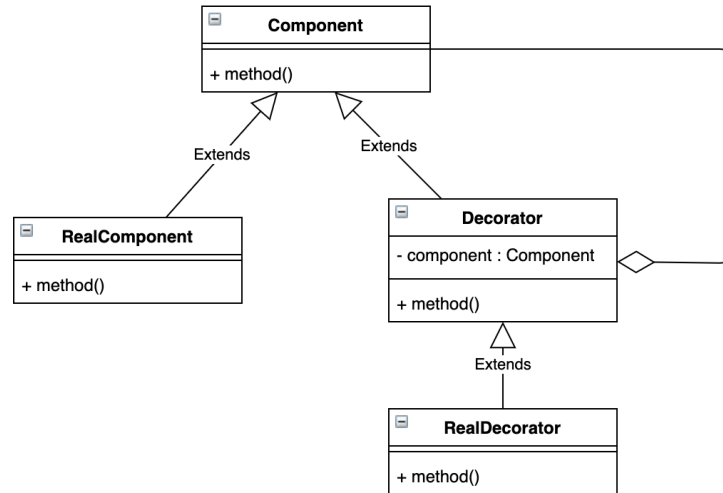 Component
+ method()
Extends
Extends
RealComponent
+ method()
Decorator
- component : Component
+ method()
Extends
RealDecorator
+ method()